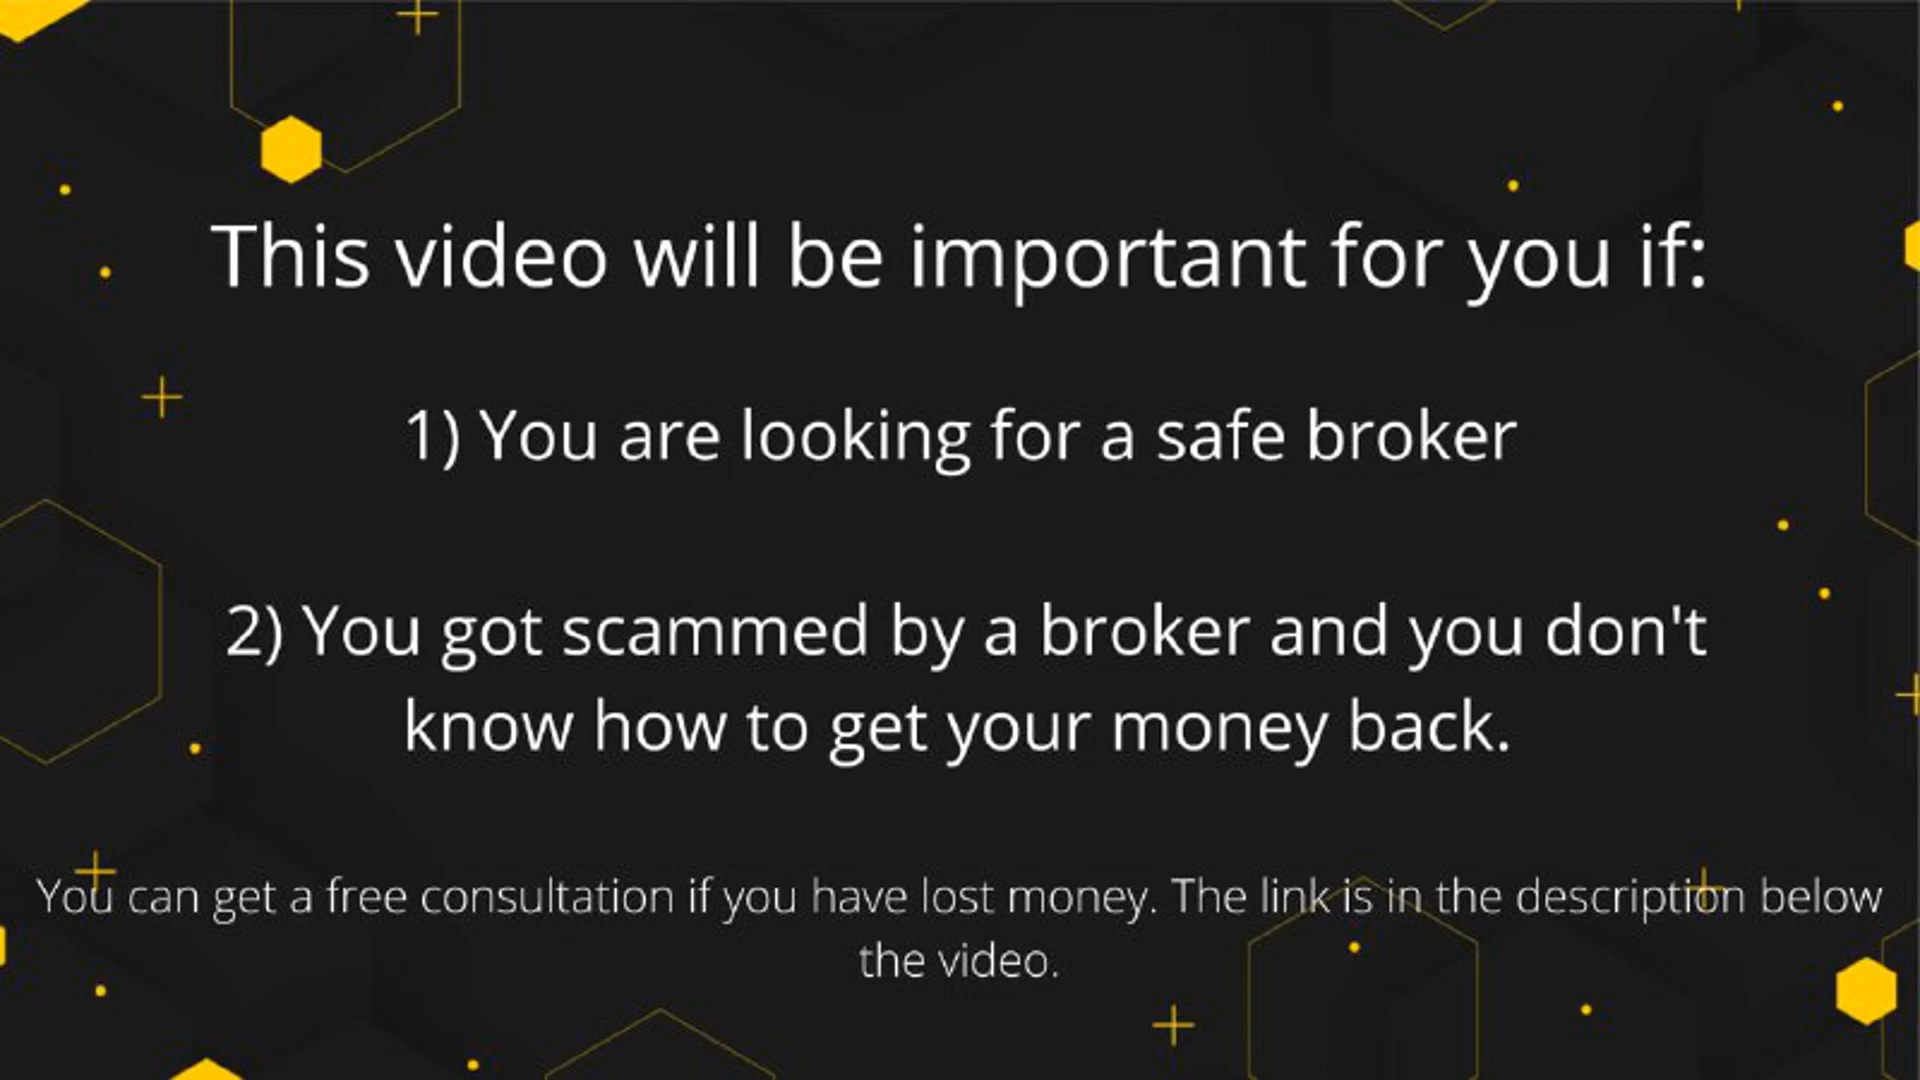 This video will be important for you if:
1) You are looking for a safe broker
2) You got scammed by a broker and you don't
know how to get your money back.
You can get a free consultation if you have lost money. The link is in the description below
the video.